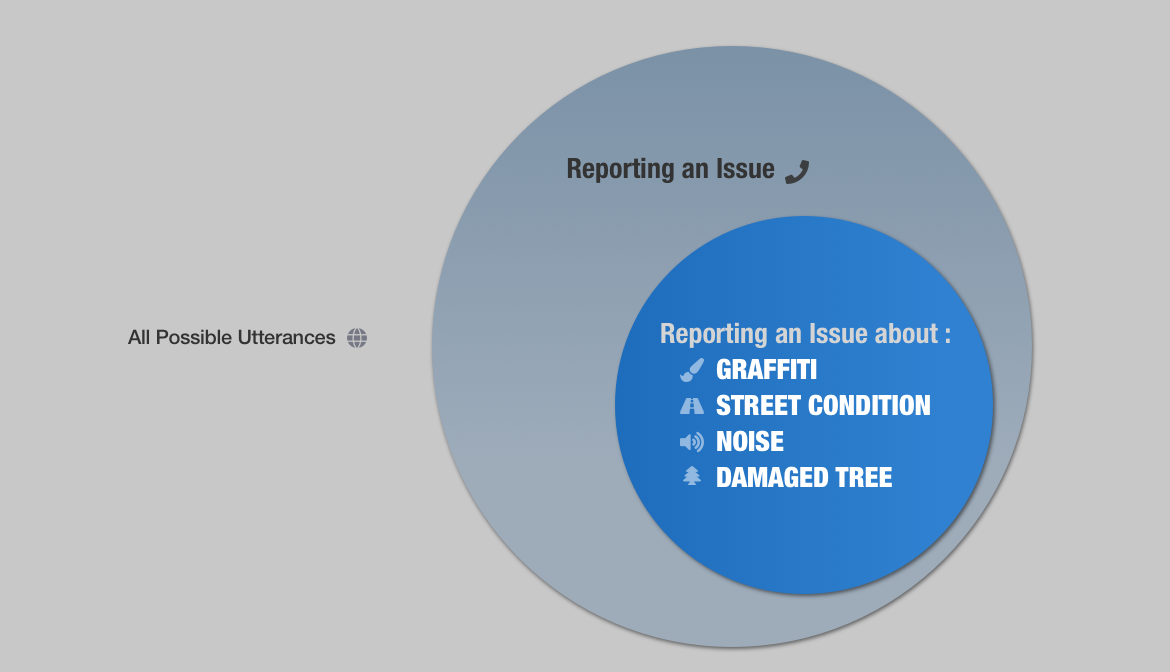 Reporting an Issue
All Possible Utterances
Reporting an Issue about :
GRAFFITI
STREET CONDITION
NOISE
DAMAGED TREE